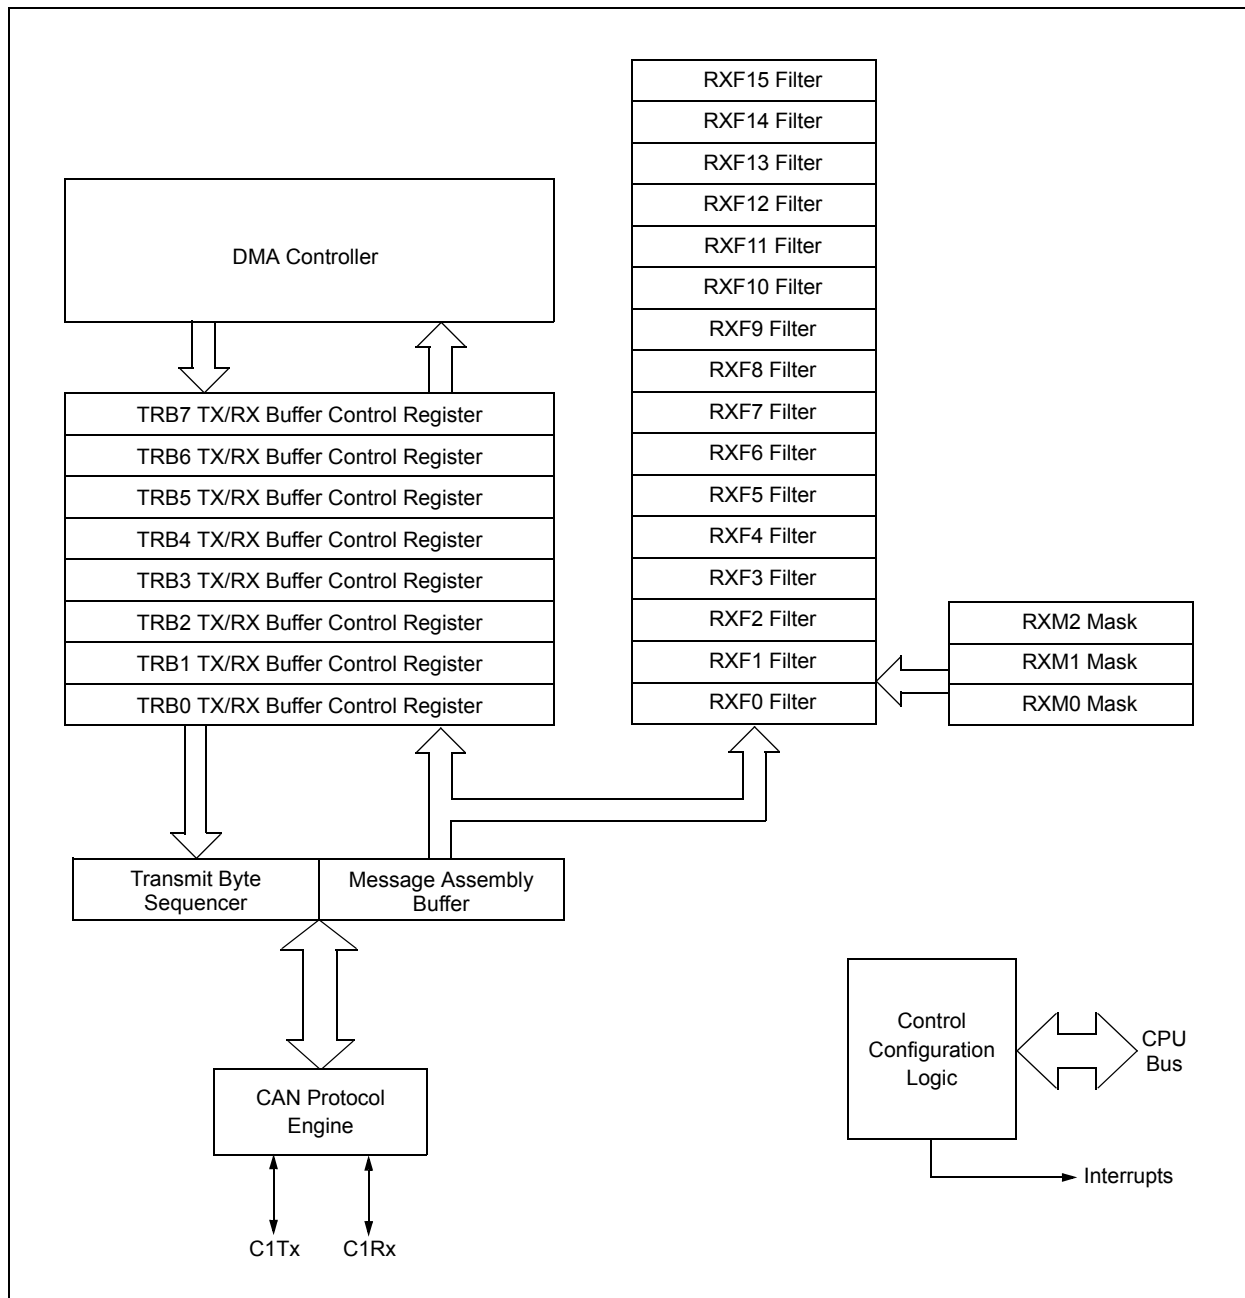 RXF15 Filter
RXF14 Filter
RXF13 Filter
RXF12 Filter
RXF11 Filter
RXF10 Filter
RXF9 Filter
RXF8 Filter
RXF7 Filter
RXF6 Filter
RXF5 Filter
RXF4 Filter
RXF3 Filter
RXF2 Filter
RXF1 Filter
RXF0 Filter
DMA Controller
TRB7 TX/RX Buffer Control Register
TRB6 TX/RX Buffer Control Register
TRB5 TX/RX Buffer Control Register
TRB4 TX/RX Buffer Control Register
TRB3 TX/RX Buffer Control Register
TRB2 TX/RX Buffer Control Register
TRB1 TX/RX Buffer Control Register
TRB0 TX/RX Buffer Control Register
RXM2 Mask
RXM1 Mask
RXM0 Mask
Transmit Byte
Sequencer
Message Assembly
Buffer
CAN Protocol
Engine
C1Tx
C1Rx
Control
Configuration
Logic
CPU
Bus
Interrupts